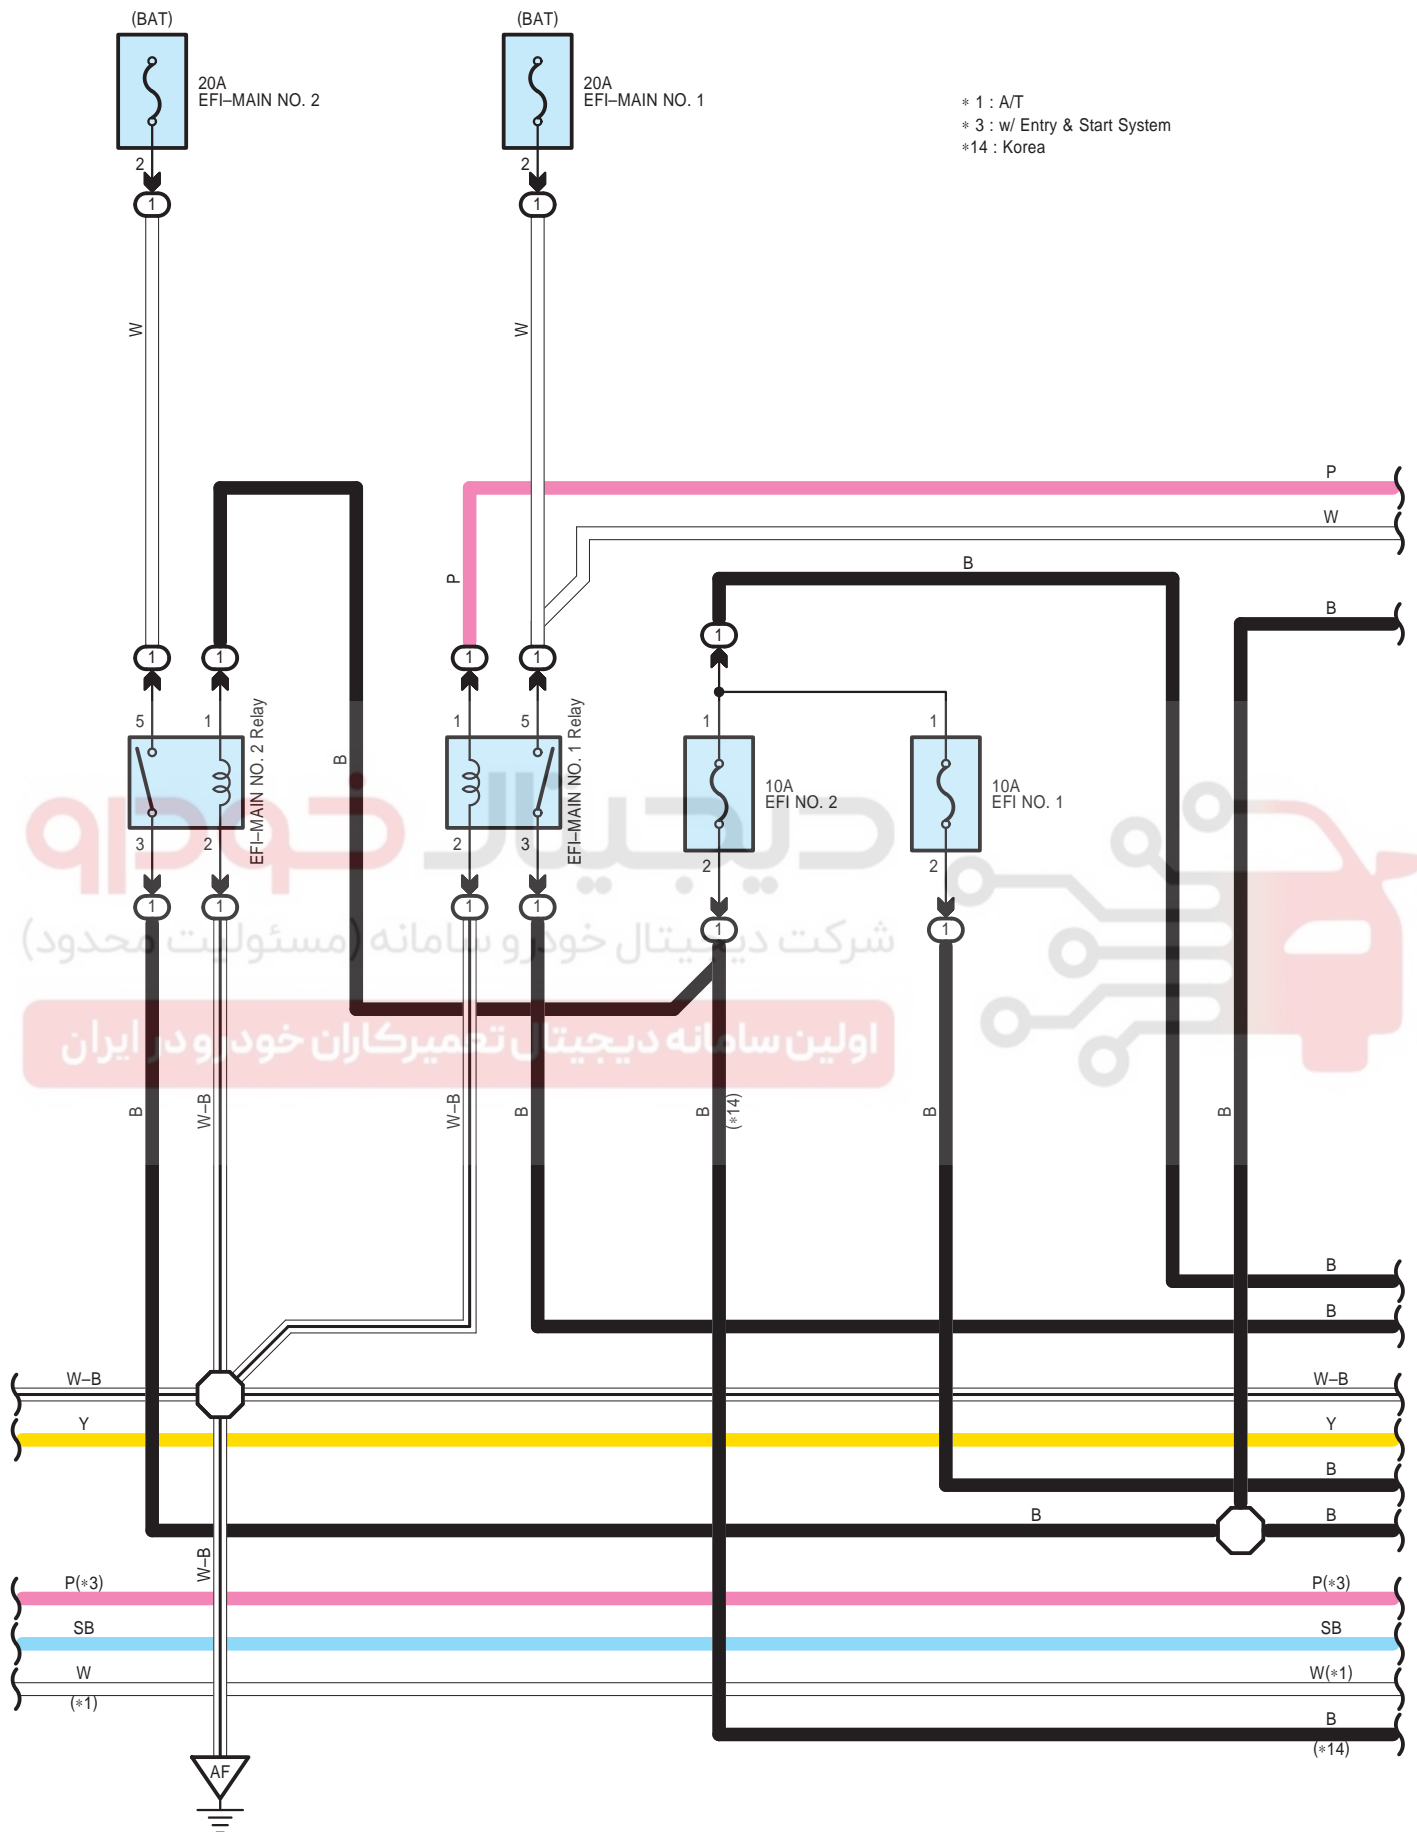 (BAT)
(BAT)
20A
EFI–MAIN NO. 2
20A
EFI–MAIN NO. 1
∗ 1 : A/T
∗ 3 : w/ Entry & Start System
∗14 : Korea
2
2
1
1
W
W
P
W
B
P
B
1
1
1
1
1
5
1
EFI–MAIN NO. 2 Relay
B
1
5
EFI–MAIN NO. 1 Relay
1
1
10A
EFI NO. 2
10A
EFI NO. 1
دیجیتال خودرو
3
2
2
3
2
2
1
1
1
1
1
1
شرکت دیجیتال خودرو سامانه (مسئولیت محدود)
اولین سامانه دیجیتال تعمیرکاران خودرو در ایران
B
W–B
W–B
B
B
(∗14)
B
B
B
B
W–B
W–B
Y
Y
B
B
B
W–B
P(∗3)
P(∗3)
SB
SB
W
(∗1)
W(∗1)
B
(∗14)
AF